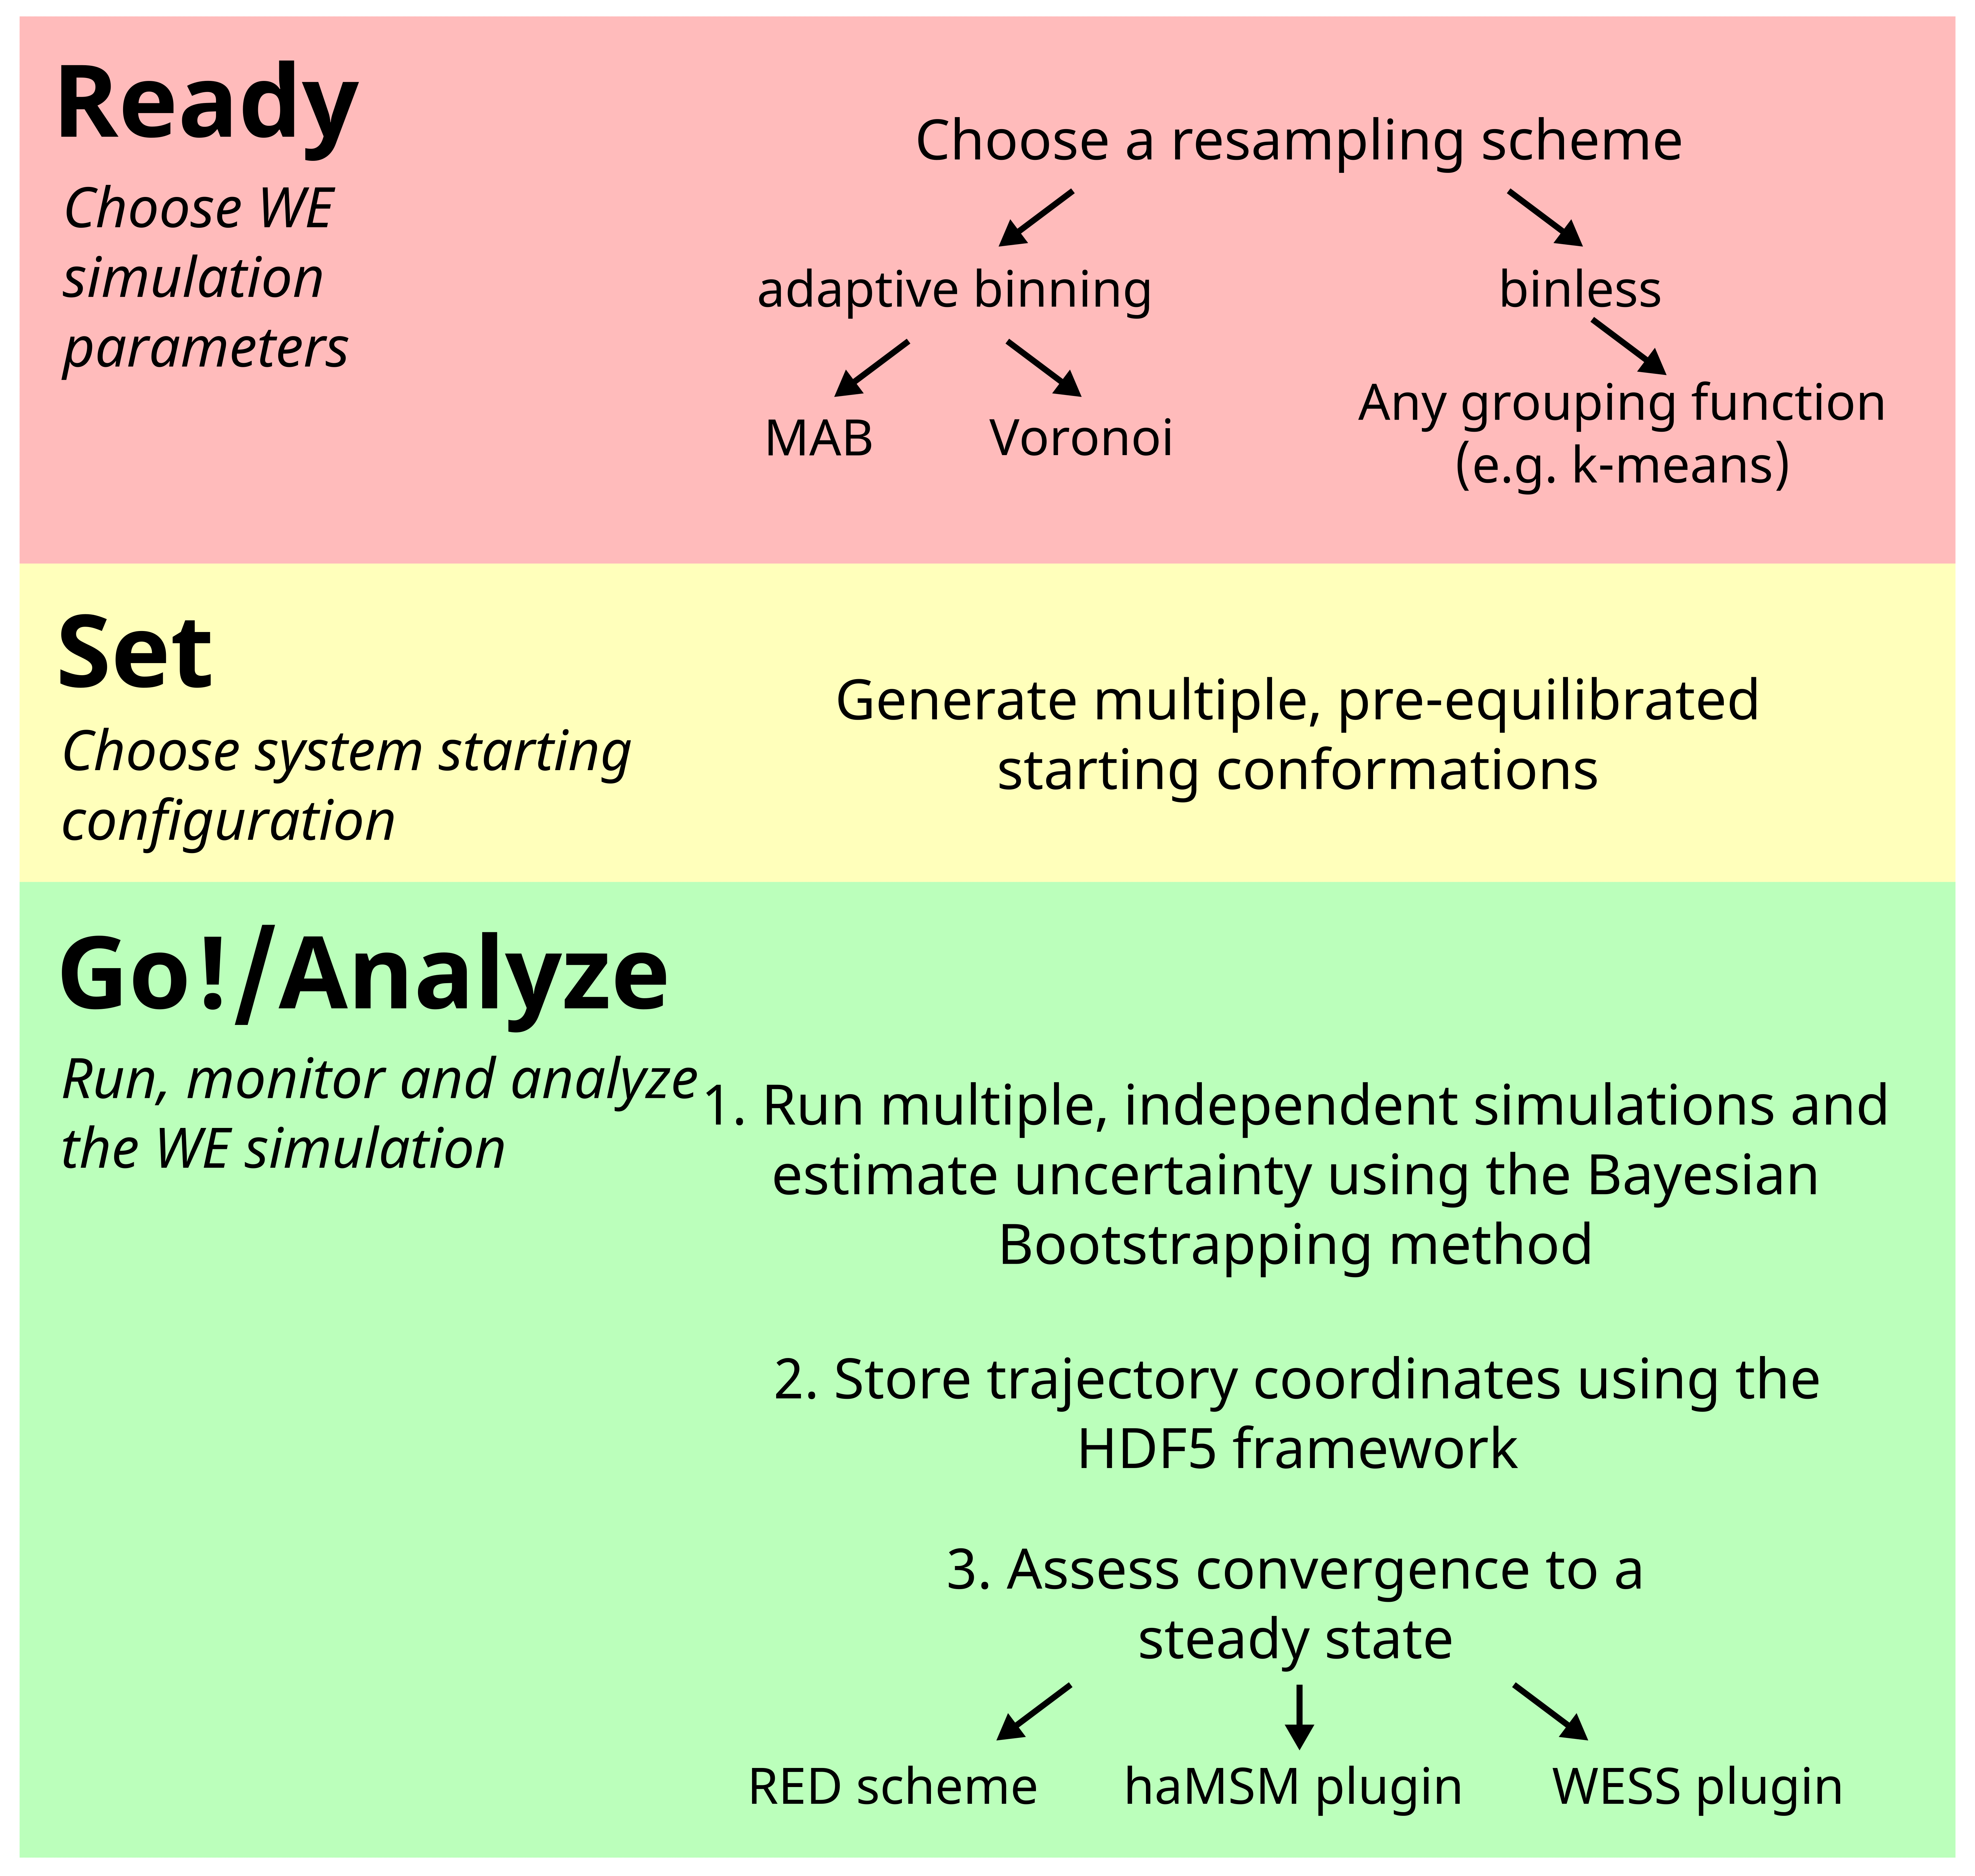 Ready
Choose WE
simulation
parameters
Choose a resampling scheme
adaptive binning
binless
MAB
Voronoi
Any grouping function
(e.g. k-means)
Set
Choose system starting
configuration
Generate multiple, pre-equilibrated
starting conformations
Go!/Analyze
Run, monitor and analyze
the WE simulation
1. Run multiple, independent simulations and
estimate uncertainty using the Bayesian
Bootstrapping method
2. Store trajectory coordinates using the
HDF5 framework
3. Assess convergence to a
steady state
RED scheme
haMSM plugin
WESS plugin